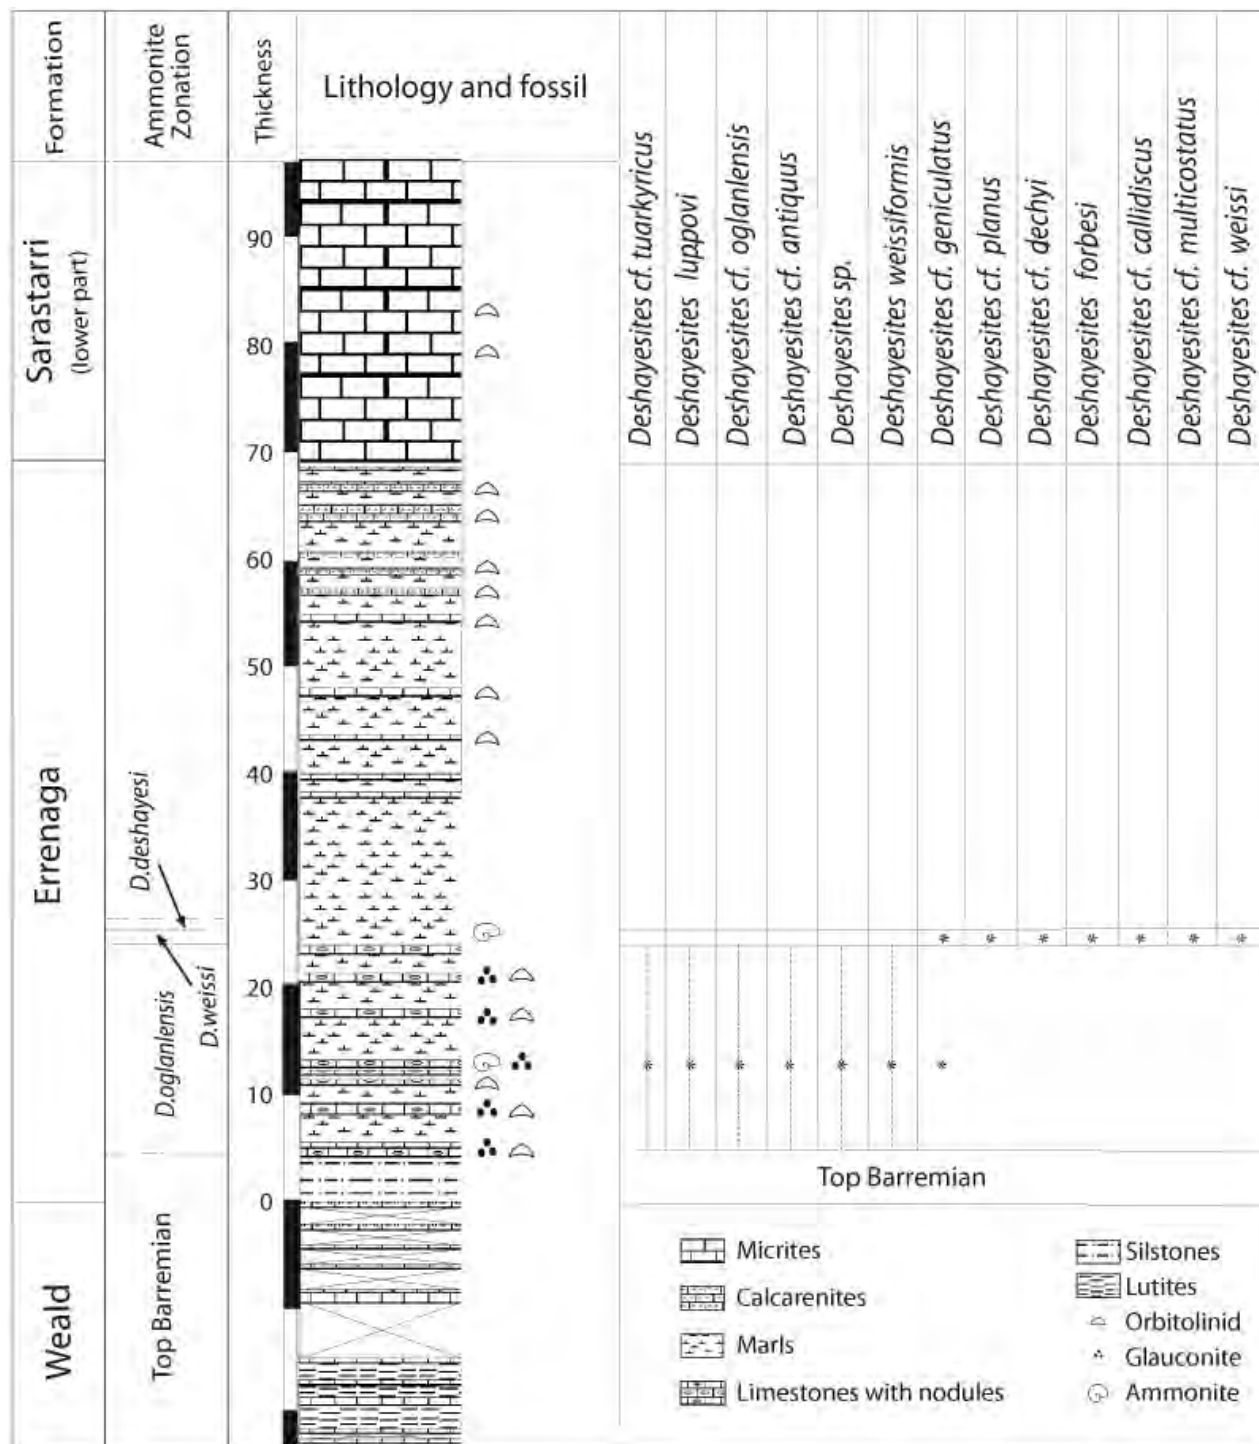 Formation
Ammonite
Zonation
Thickness
Lithology and fossil
Deshayesites cf. tuarkyricus
Deshayesites luppovi
Deshayesites cf. oglanlensis
Deshayesites cf. antiquus
Deshayesites sp.
Deshayesites weissiformis
Deshayesites cf. geniculatus
Deshayesites cf. planus
Deshayesites cf. dechyi
Deshayesites forbesi
Deshayesites cf. callidiscus
Deshayesites cf. multicostatus
Deshayesites cf. weissi
Sarastarri
(lower part)
Errenaga
Weald
D.deshayesi
D.weissi
D.oglanlensis
Top Barremian
90
80
70
60
50
40
30
20
10
0
* * * * * * *
* * * * * * *
Top Barremian
Micrites
Calcarenites
Marls
Limestones with nodules
Silstones
Lutites
Orbitolinid
Glauconite
Ammonite